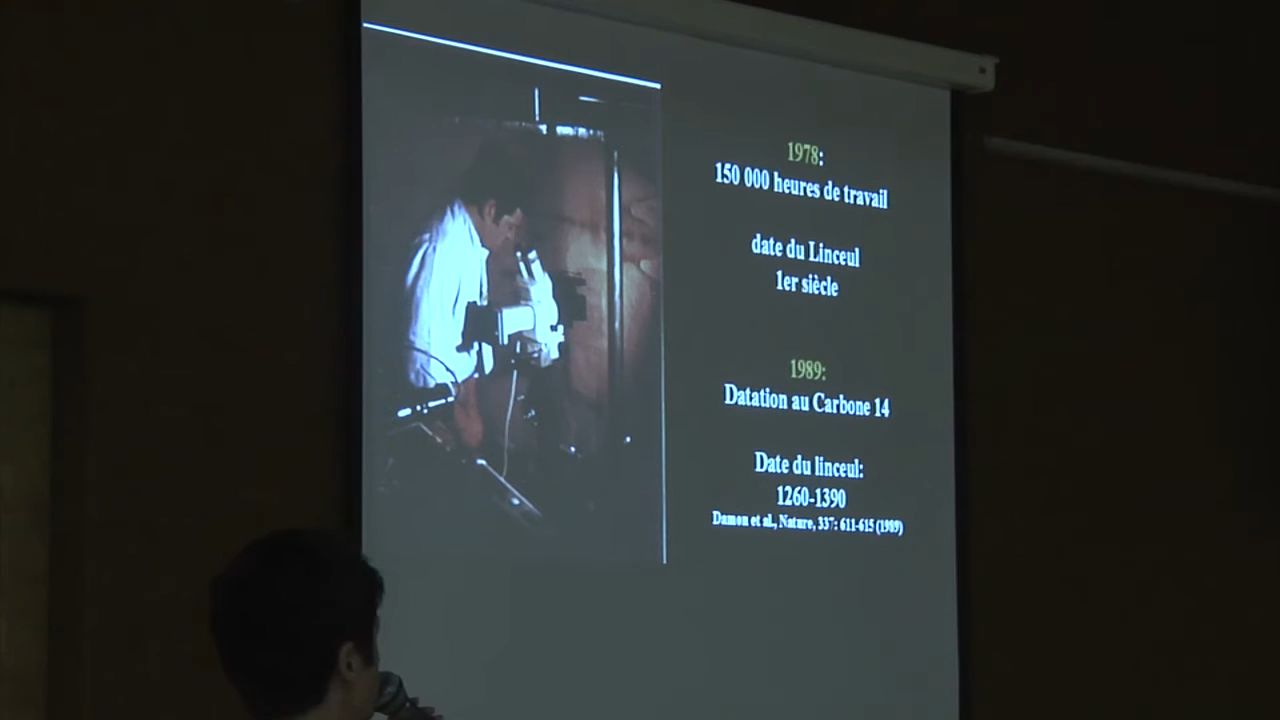 1978:
150 000 heures de travail
date du Linceul
1er siècle
1989:
Datation au Carbone 14
Date du linceul:
1260-1390
Damon et al., Nature, 337: 611-615 (1989)